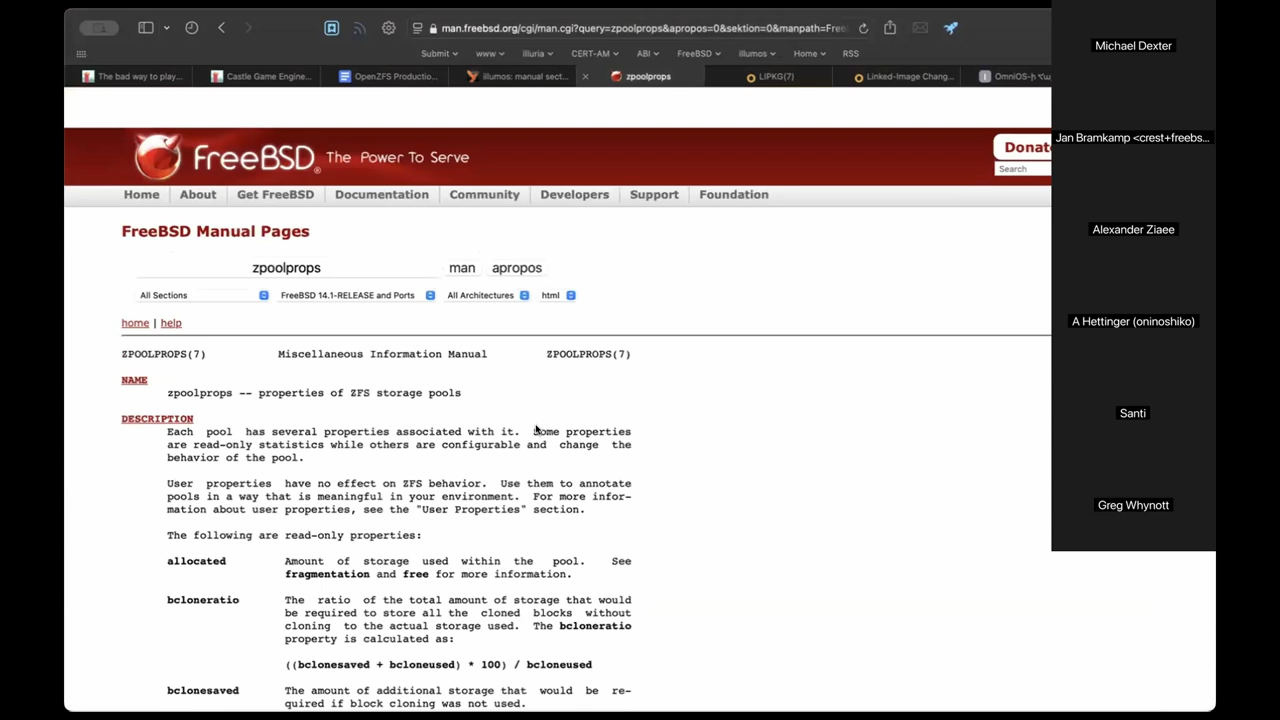 man.freebsd.org/cgi/man.cgi?query=zpoolprops&apropos=0&sektion=0&manpath=Free
Submit www illuria CERT-AM ABI FreeBSD illumos Home RSS
The bad way to play... Castle Game Engine... OpenZFS Productio... illumos: manual sect... zpoolprops LIPKG(7) Linked-Image Chang...
FreeBSD The Power To Serve
Donate
Search
Home About Get FreeBSD Documentation Community Developers Support Foundation
FreeBSD Manual Pages
zpoolprops man apropos
All Sections FreeBSD 14.1-RELEASE and Ports All Architectures html
home | help
ZPOOLPROPS(7) Miscellaneous Information Manual ZPOOLPROPS(7)
NAME
zpoolprops -- properties of ZFS storage pools
DESCRIPTION
Each pool has several properties associated with it. Some properties
are read-only statistics while others are configurable and change the
behavior of the pool.
User properties have no effect on ZFS behavior. Use them to annotate
pools in a way that is meaningful in your environment. For more infor-
mation about user properties, see the "User Properties" section.
The following are read-only properties:
allocated Amount of storage used within the pool. See
fragmentation and free for more information.
bcloneratio The ratio of the total amount of storage that would
be required to store all the cloned blocks without
cloning to the actual storage used. The bcloneratio
property is calculated as:
((bclonesaved + bcloneused) * 100) / bcloneused
bclonesaved The amount of additional storage that would be re-
quired if block cloning was not used.
Michael Dexter
Jan Bramkamp <crest+freebs...
Alexander Ziaee
A Hettinger (oninoshiko)
Santi
Greg Whynott